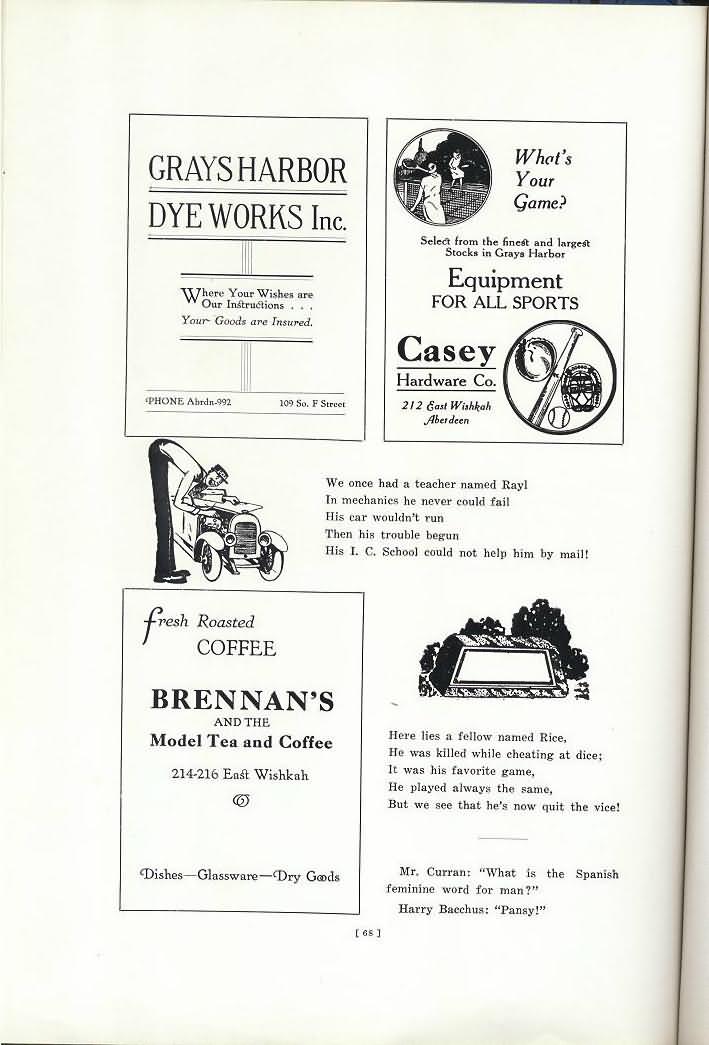 GRAYS HARBOR
DYE WORKS Inc.
Where Your Wishes are
Our Instructions . . .
Your Goods are Insured.
PHONE Abrdn-992 109 So. F Street
What's
Your
Game?
Select from the finest and largest
Stocks in Grays Harbor
Equipment
FOR ALL SPORTS
Casey
Hardware Co.
212 East Wishkah
Aberdeen
We once had a teacher named Rayl
In mechanics he never could fail
His car wouldn't run
Then his trouble begun
His I. C. School could not help him by mail!
fresh Roasted
COFFEE
BRENNAN'S
AND THE
Model Tea and Coffee
214-216 East Wishkah
Dishes—Glassware—Dry Goods
Here lies a fellow named Rice,
He was killed while cheating at dice;
It was his favorite game,
He played always the same,
But we see that he's now quit the vice!
Mr. Curran: "What is the Spanish
feminine word for man?"
Harry Bacchus: "Pansy!"
[ 68 ]